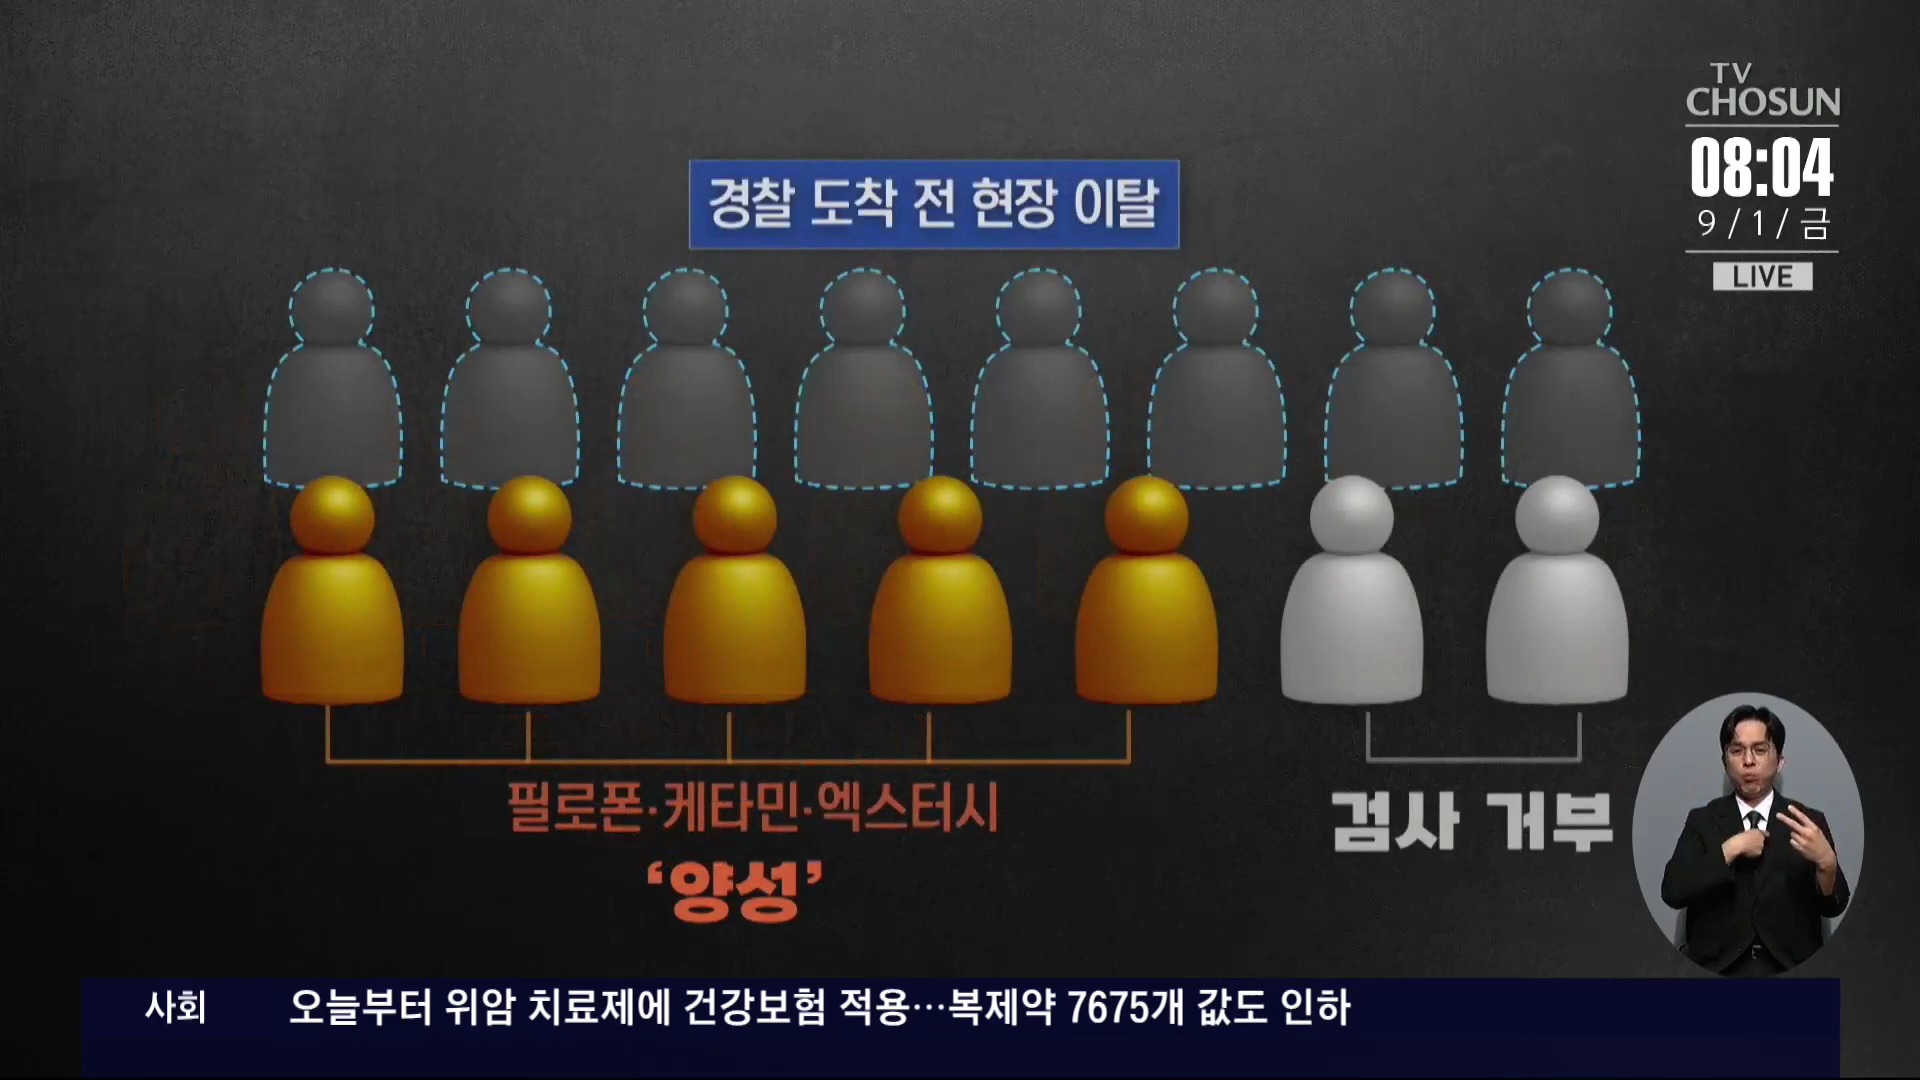 TV
CHOSUN
08:04
9/1/금
LIVE
경찰 도착 전 현장 이탈
필로폰·케타민·엑스터시
‘양성’
검사 거부
사회 오늘부터 위암 치료제에 건강보험 적용…복제약 7675개 값도 인하